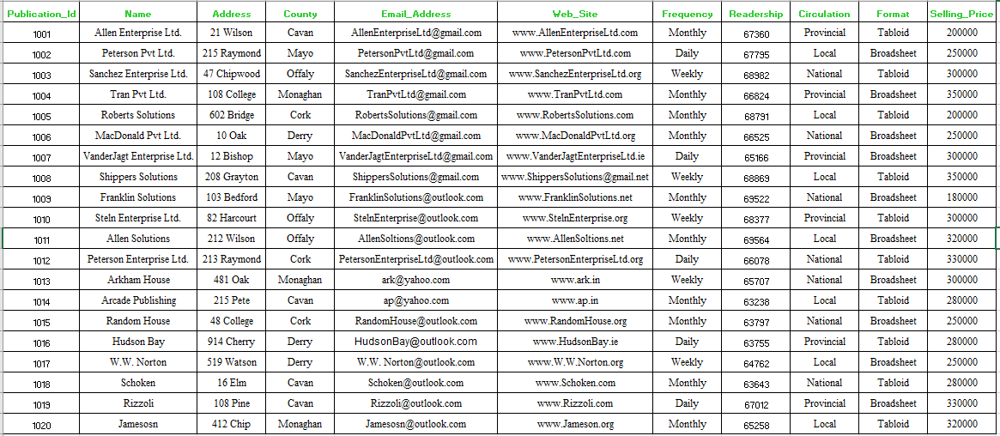 Publication_Id Name Address County Email_Address Web_Site Frequency Readership Circulation Format Selling_Price
1001 Allen Enterprise Ltd. 21 Wilson Cavan AllenEnterpriseLtd@gmail.com www.AllenEnterpriseLtd.com Monthly 67360 Provincial Tabloid 200000
1002 Peterson Pvt Ltd. 215 Raymond Mayo PetersonPvtLtd@gmail.com www.PetersonPvtLtd.com Daily 67795 Local Broadsheet 250000
1003 Sanchez Enterprise Ltd. 47 Chipwood Offaly SanchezEnterpriseLtd@gmail.com www.SanchezEnterpriseLtd.org Weekly 68982 National Tabloid 300000
1004 Tran Pvt Ltd. 108 College Monaghan TranPvtLtd@gmail.com www.TranPvtLtd.com Monthly 66824 Provincial Broadsheet 350000
1005 Roberts Solutions 602 Bridge Cork RobertsSolutions@gmail.com www.RobertsSolutions.com Monthly 68791 Local Tabloid 200000
1006 MacDonald Pvt Ltd. 10 Oak Derry MacDonaldPvtLtd@gmail.com www.MacDonaldPvtLtd.org Monthly 66525 National Broadsheet 250000
1007 VanderJagt Enterprise Ltd. 12 Bishop Mayo VanderJagtEnterpriseLtd@gmail.com www.VanderJagtEnterpriseLtd.ie Daily 65166 Provincial Broadsheet 300000
1008 Shippers Solutions 208 Grayton Cavan ShippersSolutions@gmail.com www.ShippersSolutions@gmail.net Weekly 68869 Local Tabloid 350000
1009 Franklin Solutions 103 Bedford Mayo FranklinSolutions@outlook.com www.FranklinSolutions.net Monthly 69522 National Broadsheet 180000
1010 Steln Enterprise Ltd. 82 Harcourt Offaly StelnEnterprise@outlook.com www.StelnEnterprise.org Weekly 68377 Provincial Tabloid 300000
1011 Allen Solutions 212 Wilson Offaly AllenSoltions@outlook.com www.AllenSoltions.net Monthly 69564 Local Broadsheet 320000
1012 Peterson Enterprise Ltd. 213 Raymond Cork PetersonEnterpriseLtd@outlook.com www.PetersonEnterpriseLtd.org Daily 66078 National Tabloid 330000
1013 Arkham House 481 Oak Monaghan ark@yahoo.com www.ark.in Weekly 65707 National Broadsheet 300000
1014 Arcade Publishing 215 Pete Cavan ap@yahoo.com www.ap.in Monthly 63238 Local Tabloid 280000
1015 Random House 48 College Cork RandomHouse@outlook.com www.RandomHouse.org Monthly 63797 National Broadsheet 250000
1016 Hudson Bay 914 Cherry Derry HudsonBay@outlook.com www.HudsonBay.ie Daily 63755 Provincial Tabloid 280000
1017 W.W. Norton 519 Watson Derry W.W. Norton@outlook.com www.W.W.Norton.org Weekly 64762 Local Broadsheet 250000
1018 Schoken 16 Elm Cavan Schoken@outlook.com www.Schoken.com Monthly 63643 National Tabloid 280000
1019 Rizzoli 108 Pine Cavan Rizzoli@outlook.com www.Rizzoli.com Daily 67012 Provincial Broadsheet 330000
1020 Jamesosn 412 Chip Monaghan Jamesosn@outlook.com www.Jameson.org Monthly 65258 Local Tabloid 320000